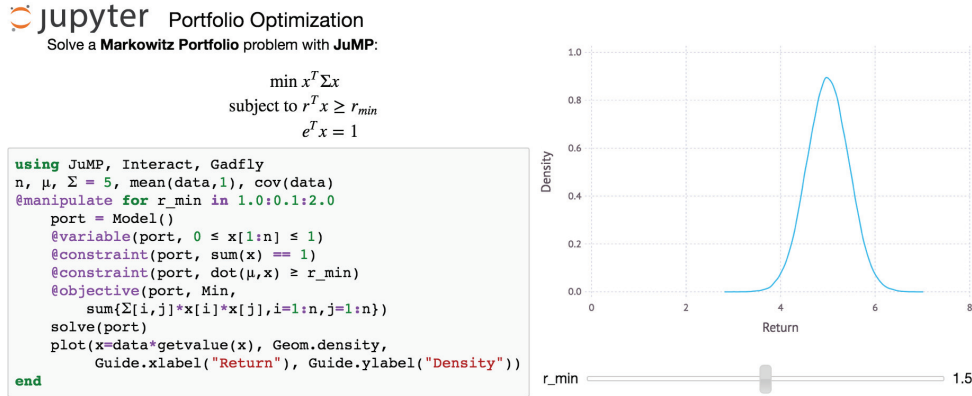 jupyter Portfolio Optimization
Solve a Markowitz Portfolio problem with JuMP:
min x^T Σx
subject to r^T x ≥ r_min
e^T x = 1
using JuMP, Interact, Gadfly
n, μ, Σ = 5, mean(data,1), cov(data)
@manipulate for r_min in 1.0:0.1:2.0
    port = Model()
    @variable(port, 0 ≤ x[1:n] ≤ 1)
    @constraint(port, sum(x) == 1)
    @constraint(port, dot(μ,x) ≥ r_min)
    @objective(port, Min,
        sum{Σ[i,j]*x[i]*x[j],i=1:n,j=1:n})
    solve(port)
    plot(x=data*getvalue(x), Geom.density,
         Guide.xlabel("Return"), Guide.ylabel("Density"))
end
1.0
0.8
0.6
0.4
0.2
0.0
Density
0 2 4 6 8
Return
r_min 1.5